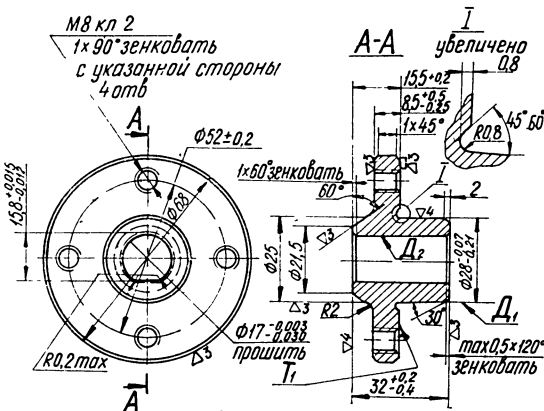 М8 кл 2
1×90° зенковать
с указанной стороны
4 отв
А
Ф52±0,2
Ф68
15,8 +0,015 -0,012
R0,2 max
Ф17 -0,003 -0,030
прошить
3
А
А-А
15,5+0,2
8,5 +0,5 -0,25
1×45°
3
3
1×60° зенковать
60°
I
4
2
3
Ф25
Ф21,5
Д₂
Ф28 -0,07 -0,21
3
R2
30°
Д₁
4
3
Т₁
max 0,5×120°
зенковать
32 +0,2 -0,4
I
увеличено
0,8
R0,8
45°
60°